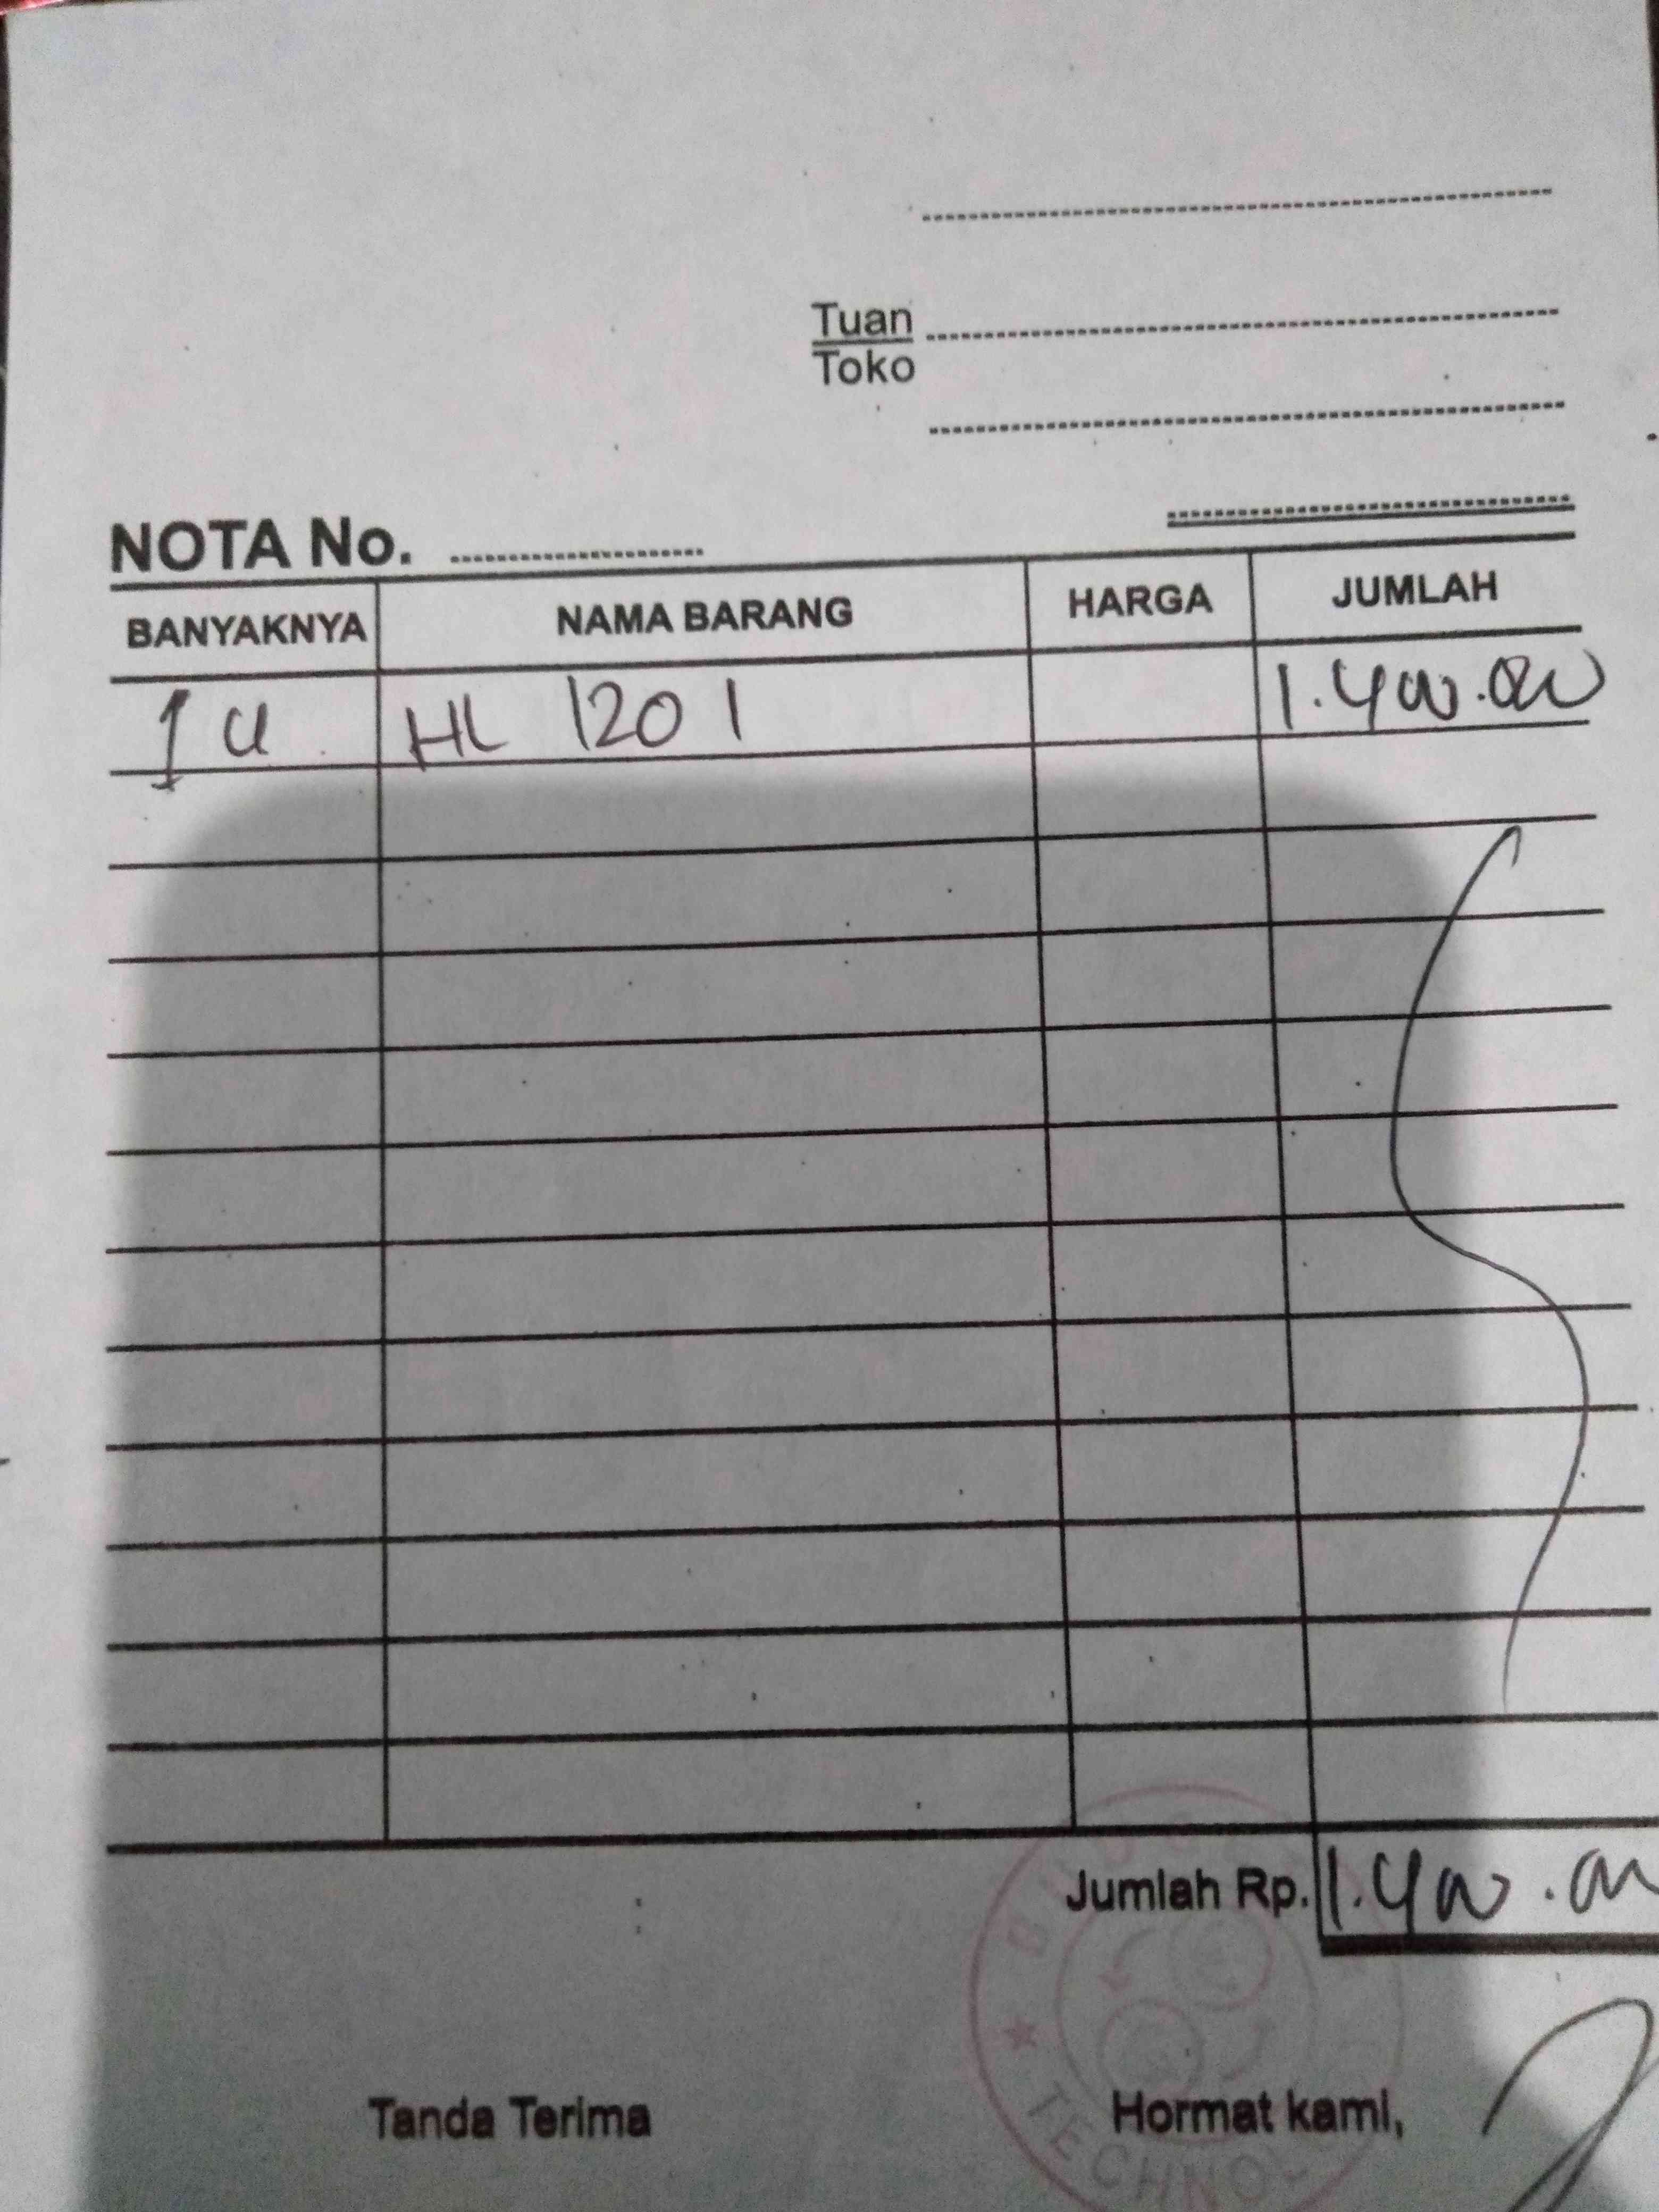 Tuan
Toko
NOTA No.
BANYAKNYA NAMA BARANG HARGA JUMLAH
1 u HL 1201 1.400.000
Jumlah Rp. 1.400.000
Tanda Terima Hormat kami,
TECHNO